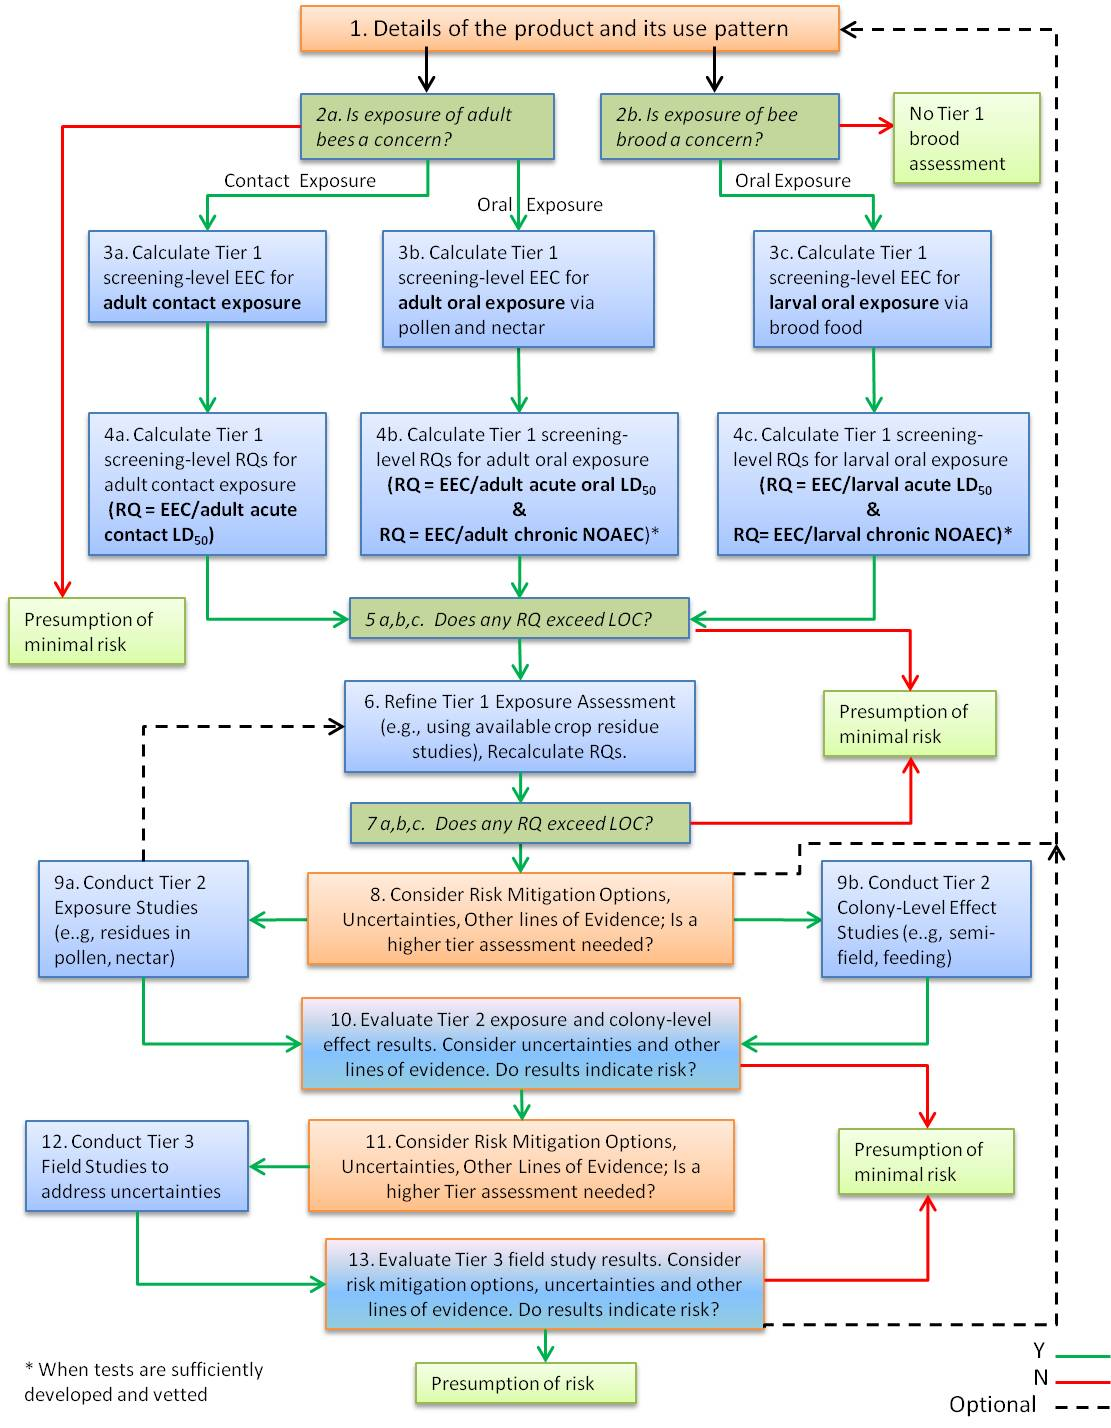 1. Details of the product and its use pattern
2a. Is exposure of adult
bees a concern?
2b. Is exposure of bee
brood a concern?
No Tier 1
brood
assessment
Contact Exposure
Oral Exposure
Oral Exposure
3a. Calculate Tier 1
screening-level EEC for
adult contact exposure
3b. Calculate Tier 1
screening-level EEC for
adult oral exposure via
pollen and nectar
3c. Calculate Tier 1
screening-level EEC for
larval oral exposure via
brood food
4a. Calculate Tier 1
screening-level RQs for
adult contact exposure
(RQ = EEC/adult acute
contact LD50)
4b. Calculate Tier 1 screening-
level RQs for adult oral exposure
(RQ = EEC/adult acute oral LD50
&
RQ = EEC/adult chronic NOAEC)*
4c. Calculate Tier 1 screening-
level RQs for larval oral exposure
(RQ = EEC/larval acute LD50
&
RQ= EEC/larval chronic NOAEC)*
Presumption of
minimal risk
5 a,b,c. Does any RQ exceed LOC?
6. Refine Tier 1 Exposure Assessment
(e.g., using available crop residue
studies), Recalculate RQs.
Presumption of
minimal risk
7 a,b,c. Does any RQ exceed LOC?
9a. Conduct Tier 2
Exposure Studies
(e..g, residues in
pollen, nectar)
8. Consider Risk Mitigation Options,
Uncertainties, Other lines of Evidence; Is a
higher tier assessment needed?
9b. Conduct Tier 2
Colony-Level Effect
Studies (e..g, semi-
field, feeding)
10. Evaluate Tier 2 exposure and colony-level
effect results. Consider uncertainties and other
lines of evidence. Do results indicate risk?
12. Conduct Tier 3
Field Studies to
address uncertainties
11. Consider Risk Mitigation Options,
Uncertainties, Other Lines of Evidence; Is a
higher Tier assessment needed?
Presumption of
minimal risk
13. Evaluate Tier 3 field study results. Consider
risk mitigation options, uncertainties and other
lines of evidence. Do results indicate risk?
Presumption of risk
* When tests are sufficiently
developed and vetted
Y
N
Optional